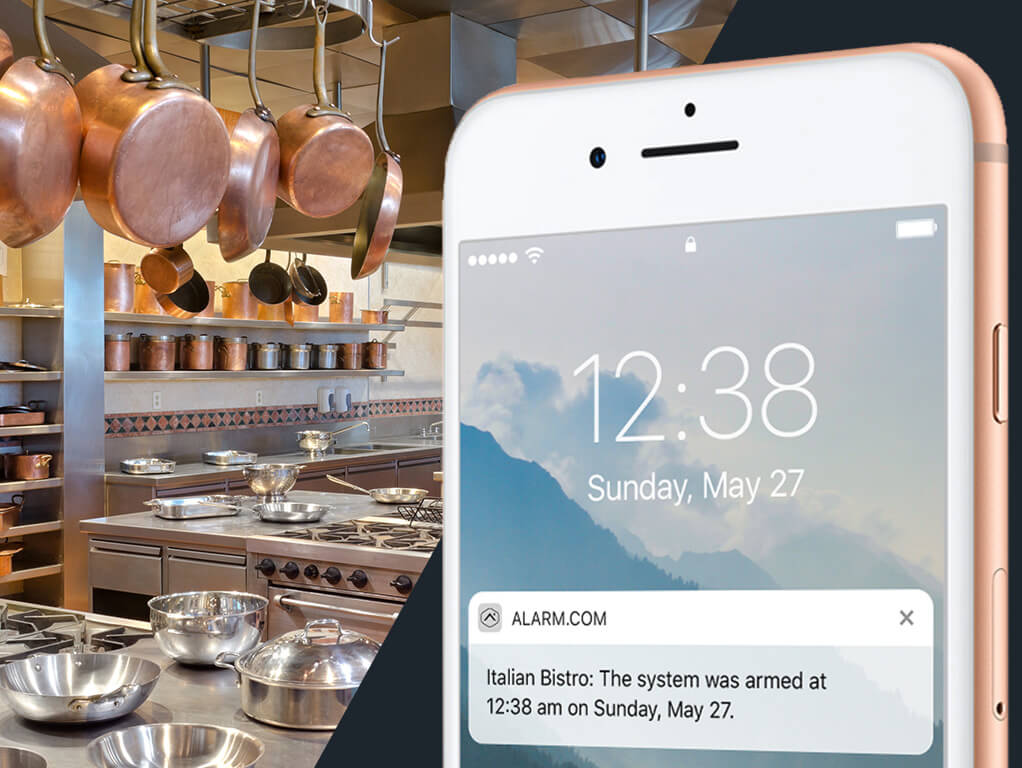 12:38
Sunday, May 27
ALARM.COM
Italian Bistro: The system was armed at
12:38 am on Sunday, May 27.